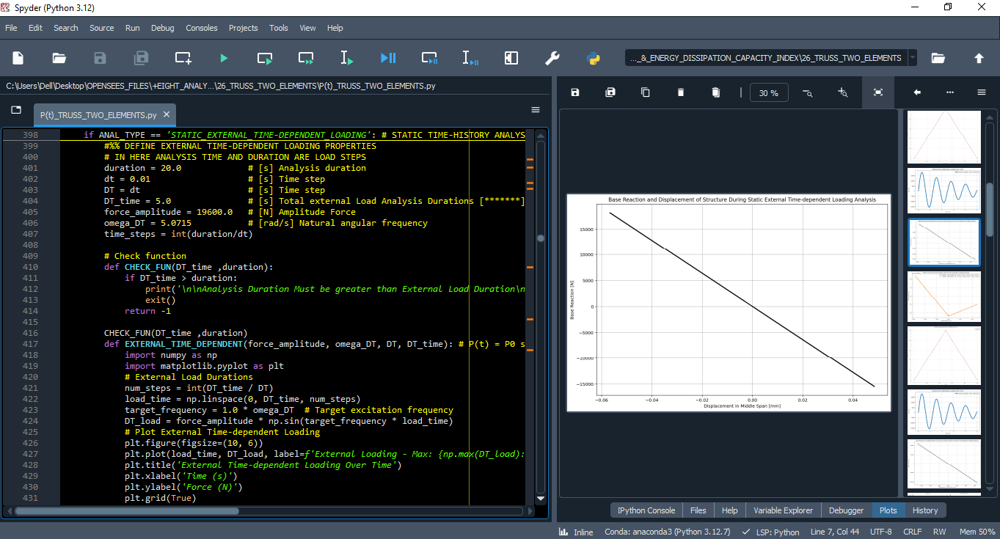 Spyder (Python 3.12)
File Edit Search Source Run Debug Consoles Projects Tools View Help
..._&_ENERGY_DISSIPATION_CAPACITY_INDEX\26_TRUSS_TWO_ELEMENTS
C:\Users\Dell\Desktop\OPENSEES_FILES\+EIGHT_ANALY...\26_TRUSS_TWO_ELEMENTS\P(t)_TRUSS_TWO_ELEMENTS.py
P(t)_TRUSS_TWO_ELEMENTS.py
30 %
398 if ANAL_TYPE == 'STATIC_EXTERNAL_TIME-DEPENDENT_LOADING': # STATIC TIME-HISTORY ANALYS
399 #%% DEFINE EXTERNAL TIME-DEPENDENT LOADING PROPERTIES
400 # IN HERE ANALYSIS TIME AND DURATION ARE LOAD STEPS
401 duration = 20.0 # [s] Analysis duration
402 dt = 0.01 # [s] Time step
403 DT = dt # [s] Time step
404 DT_time = 5.0 # [s] Total external Load Analysis Durations [*******]
405 force_amplitude = 19600.0 # [N] Amplitude Force
406 omega_DT = 5.0715 # [rad/s] Natural angular frequency
407 time_steps = int(duration/dt)
408
409 # Check function
410 def CHECK_FUN(DT_time ,duration):
411 if DT_time > duration:
412 print('\n\nAnalysis Duration Must be greater than External Load Duration\n
413 exit()
414 return -1
415
416 CHECK_FUN(DT_time ,duration)
417 def EXTERNAL_TIME_DEPENDENT(force_amplitude, omega_DT, DT, DT_time): # P(t) = P0 s
418 import numpy as np
419 import matplotlib.pyplot as plt
420 # External Load Durations
421 num_steps = int(DT_time / DT)
422 load_time = np.linspace(0, DT_time, num_steps)
423 target_frequency = 1.0 * omega_DT # Target excitation frequency
424 DT_load = force_amplitude * np.sin(target_frequency * load_time)
425 # Plot External Time-dependent Loading
426 plt.figure(figsize=(10, 6))
427 plt.plot(load_time, DT_load, label=f'External Loading - Max: {np.max(DT_load):
428 plt.title('External Time-dependent Loading Over Time')
429 plt.xlabel('Time (s)')
430 plt.ylabel('Force (N)')
431 plt.grid(True)
Base Reaction and Displacement of Structure During Static External Time-dependent Loading Analysis
Base Reaction [N]
15000
10000
5000
0
−5000
−10000
−15000
−0.06 −0.04 −0.02 0.00 0.02 0.04
Displacement in Middle Span [mm]
IPython Console Files Help Variable Explorer Debugger Plots History
Inline Conda: anaconda3 (Python 3.12.7) LSP: Python Line 7, Col 44 UTF-8 CRLF RW Mem 50%